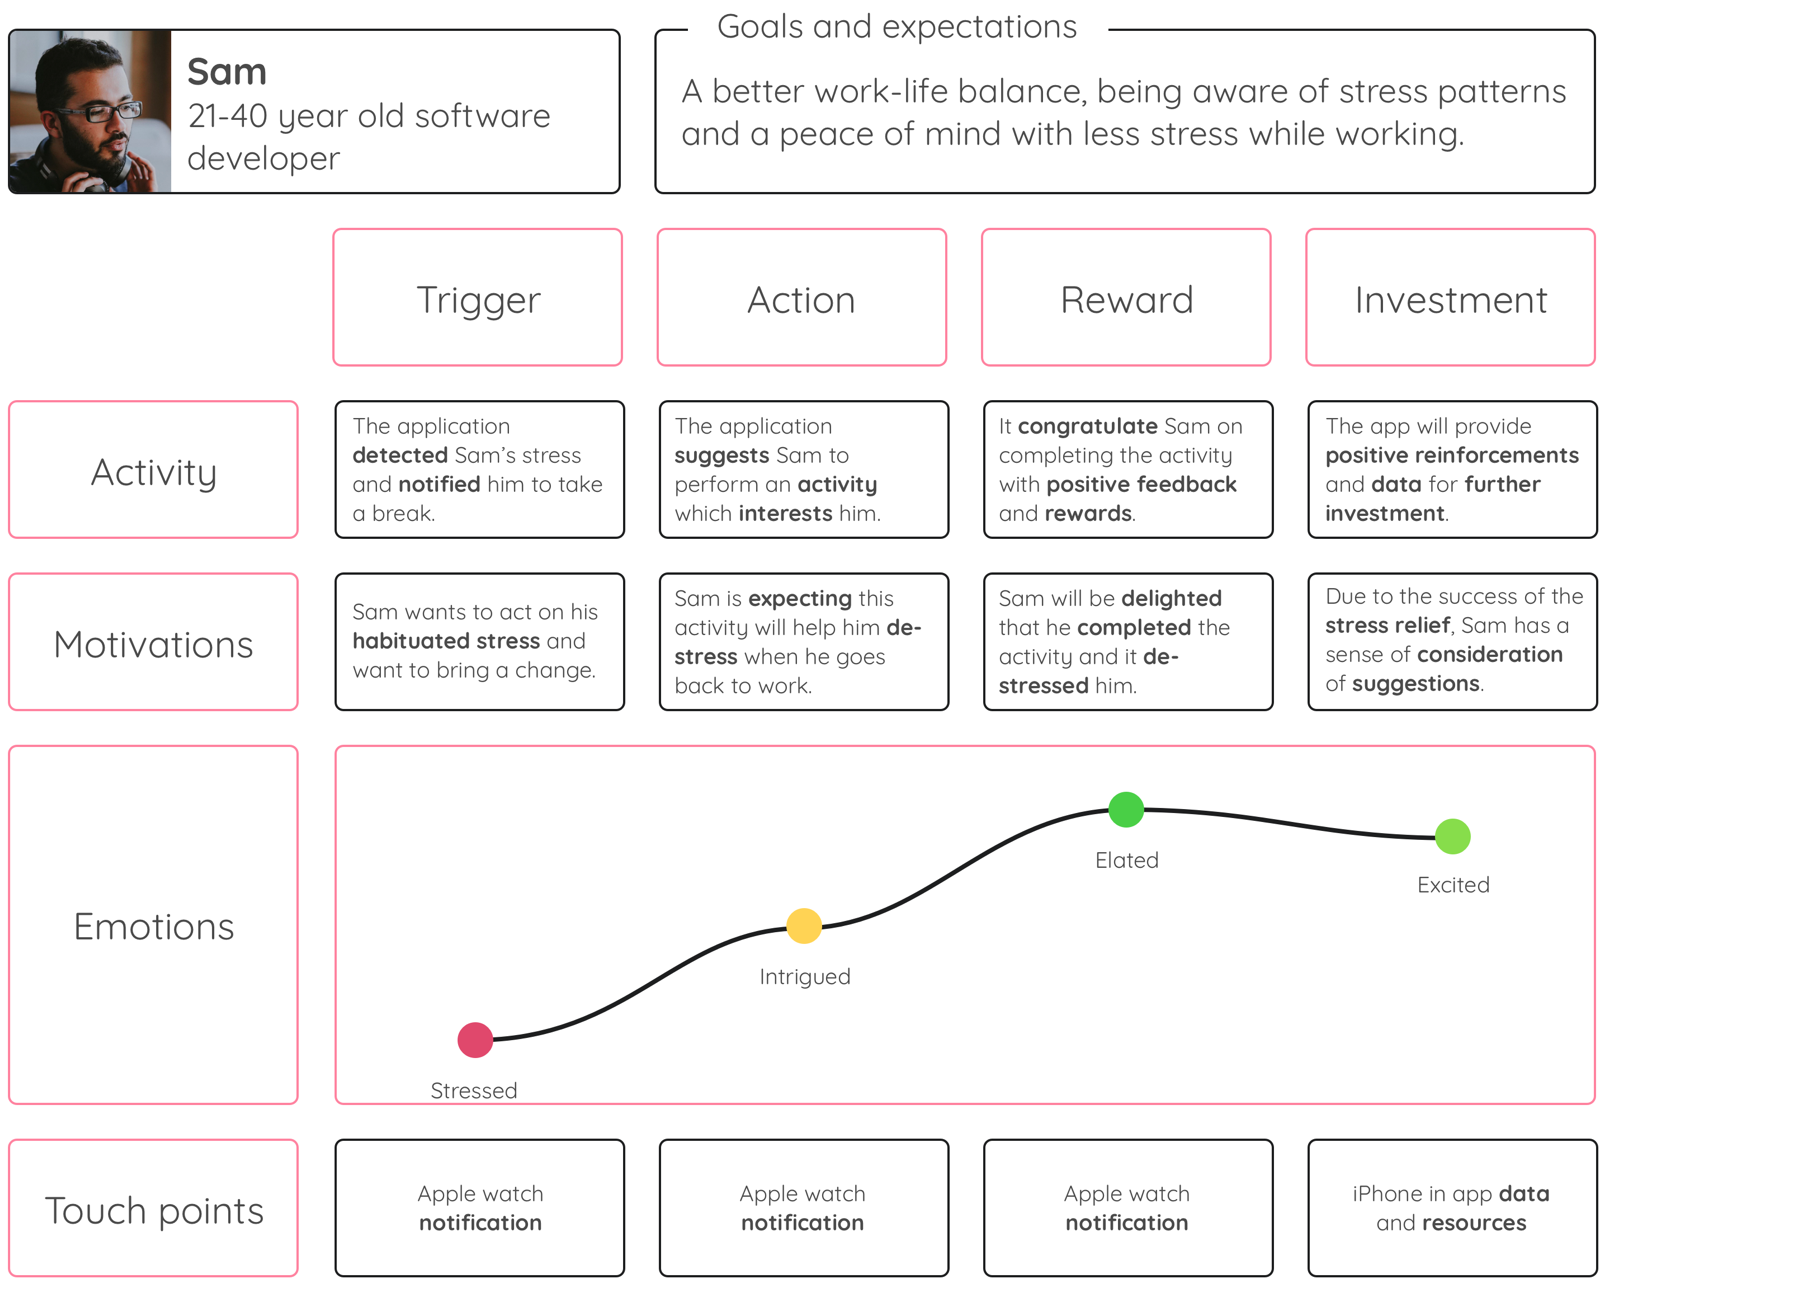 Sam
21-40 year old software
developer
Goals and expectations
A better work-life balance, being aware of stress patterns
and a peace of mind with less stress while working.
Trigger
Action
Reward
Investment
Activity
The application
detected Sam's stress
and notified him to take
a break.
The application
suggests Sam to
perform an activity
which interests him.
It congratulate Sam on
completing the activity
with positive feedback
and rewards.
The app will provide
positive reinforcements
and data for further
investment.
Motivations
Sam wants to act on his
habituated stress and
want to bring a change.
Sam is expecting this
activity will help him de-
stress when he goes
back to work.
Sam will be delighted
that he completed the
activity and it de-
stressed him.
Due to the success of the
stress relief, Sam has a
sense of consideration
of suggestions.
Emotions
Stressed
Intrigued
Elated
Excited
Touch points
Apple watch
notification
Apple watch
notification
Apple watch
notification
iPhone in app data
and resources